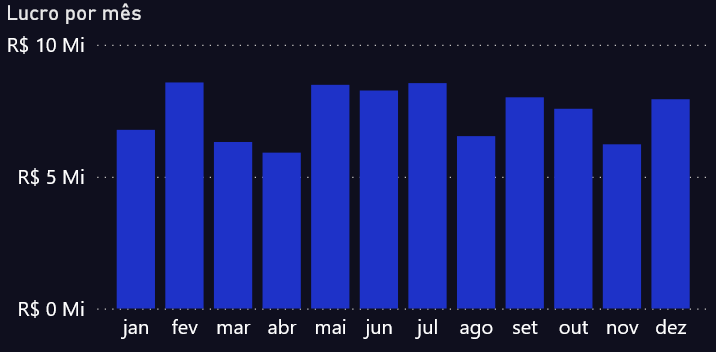 Lucro por mês
R$ 10 Mi
R$ 5 Mi
R$ 0 Mi
jan fev mar abr mai jun jul ago set out nov dez